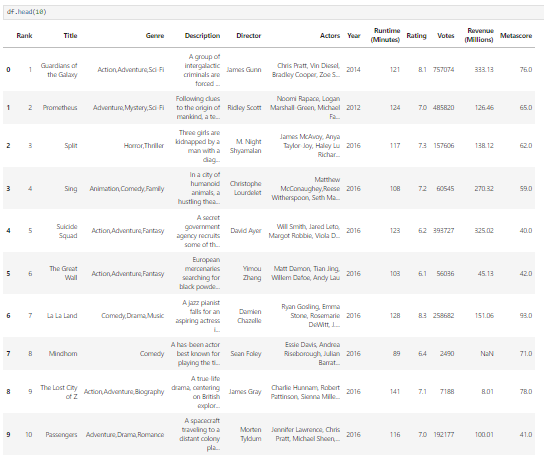 df.head(10)
Rank Title Genre Description Director Actors Year Runtime (Minutes) Rating Votes Revenue (Millions) Metascore
0 1 Guardians of the Galaxy Action,Adventure,Sci-Fi A group of intergalactic criminals are forced ... James Gunn Chris Pratt, Vin Diesel, Bradley Cooper, Zoe S... 2014 121 8.1 757074 333.13 76.0
1 2 Prometheus Adventure,Mystery,Sci-Fi Following clues to the origin of mankind, a te... Ridley Scott Noomi Rapace, Logan Marshall-Green, Michael Fa... 2012 124 7.0 485820 126.46 65.0
2 3 Split Horror,Thriller Three girls are kidnapped by a man with a diag... M. Night Shyamalan James McAvoy, Anya Taylor-Joy, Haley Lu Richar... 2016 117 7.3 157606 138.12 62.0
3 4 Sing Animation,Comedy,Family In a city of humanoid animals, a hustling thea... Christophe Lourdelet Matthew McConaughey,Reese Witherspoon, Seth Ma... 2016 108 7.2 60545 270.32 59.0
4 5 Suicide Squad Action,Adventure,Fantasy A secret government agency recruits some of th... David Ayer Will Smith, Jared Leto, Margot Robbie, Viola D... 2016 123 6.2 393727 325.02 40.0
5 6 The Great Wall Action,Adventure,Fantasy European mercenaries searching for black powde... Yimou Zhang Matt Damon, Tian Jing, Willem Dafoe, Andy Lau 2016 103 6.1 56036 45.13 42.0
6 7 La La Land Comedy,Drama,Music A jazz pianist falls for an aspiring actress i... Damien Chazelle Ryan Gosling, Emma Stone, Rosemarie DeWitt, J.... 2016 128 8.3 258682 151.06 93.0
7 8 Mindhorn Comedy A has-been actor best known for playing the ti... Sean Foley Essie Davis, Andrea Riseborough, Julian Barrat... 2016 89 6.4 2490 NaN 71.0
8 9 The Lost City of Z Action,Adventure,Biography A true-life drama, centering on British explor... James Gray Charlie Hunnam, Robert Pattinson, Sienna Mille... 2016 141 7.1 7188 8.01 78.0
9 10 Passengers Adventure,Drama,Romance A spacecraft traveling to a distant colony pla... Morten Tyldum Jennifer Lawrence, Chris Pratt, Michael Sheen,... 2016 116 7.0 192177 100.01 41.0